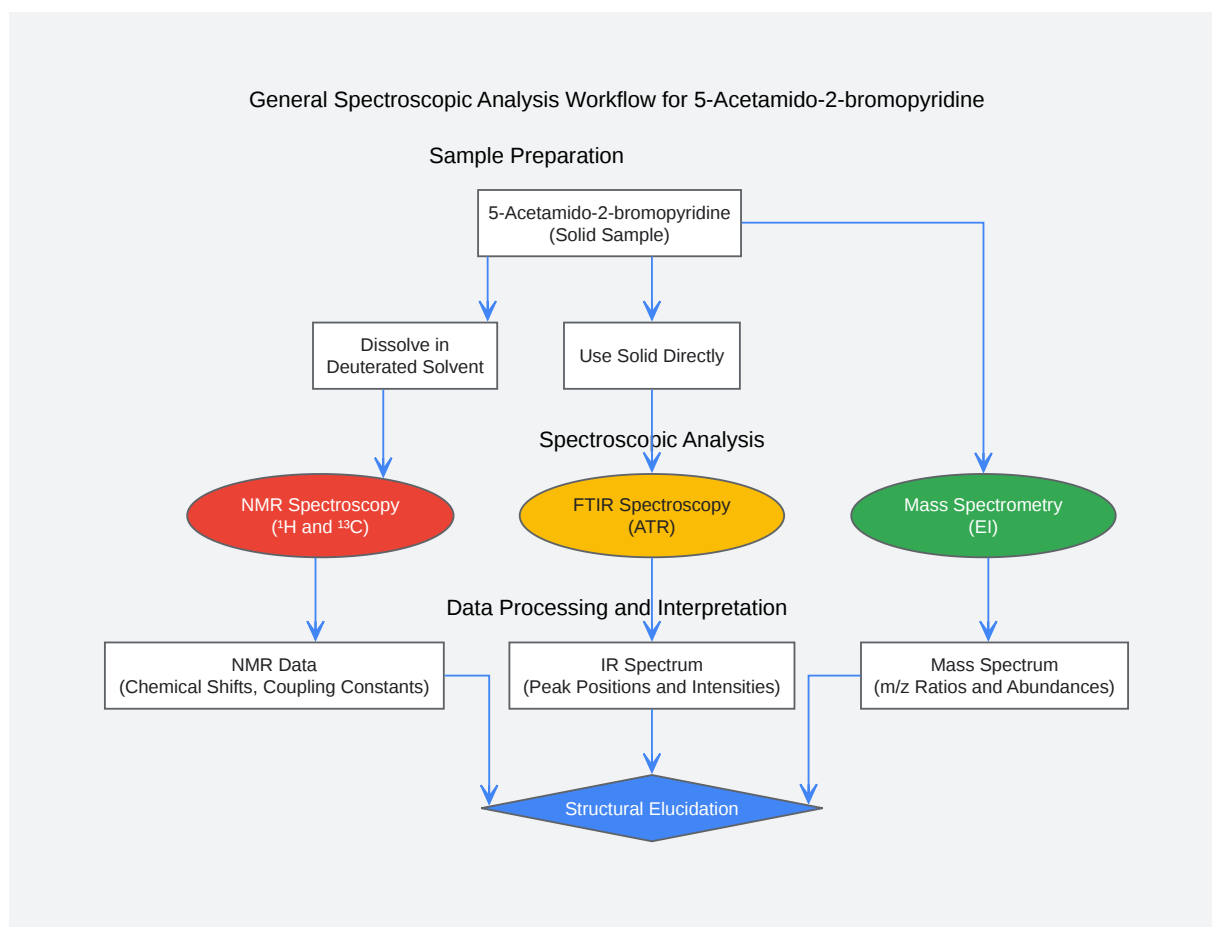 General Spectroscopic Analysis Workflow for 5-Acetamido-2-bromopyridine
Sample Preparation
5-Acetamido-2-bromopyridine
(Solid Sample)
Dissolve in
Deuterated Solvent
Use Solid Directly
Spectroscopic Analysis
NMR Spectroscopy
(¹H and ¹³C)
FTIR Spectroscopy
(ATR)
Mass Spectrometry
(EI)
Data Processing and Interpretation
NMR Data
(Chemical Shifts, Coupling Constants)
IR Spectrum
(Peak Positions and Intensities)
Mass Spectrum
(m/z Ratios and Abundances)
Structural Elucidation